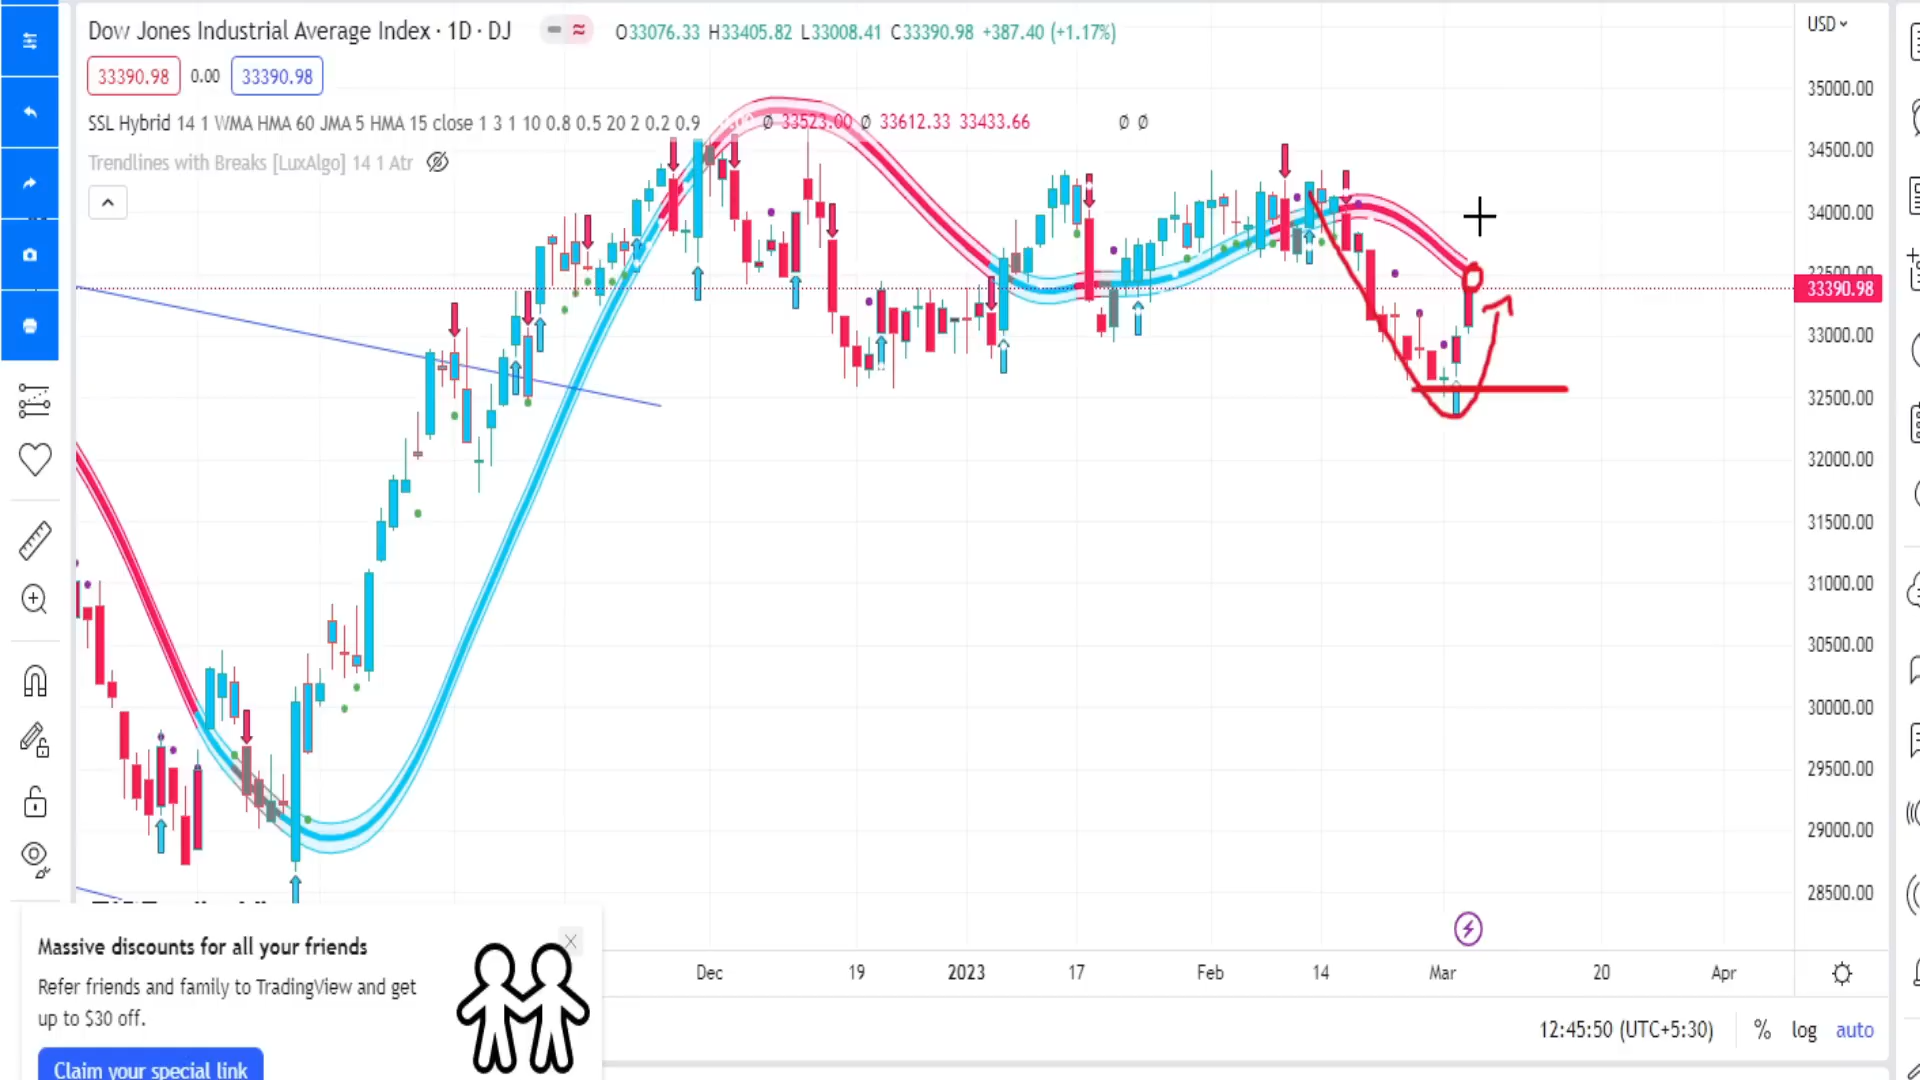 Dow Jones Industrial Average Index · 1D · DJ
O33076.33 H33405.82 L33008.41 C33390.98 +387.40 (+1.17%)
USD
33390.98 0.00 33390.98
SSL Hybrid 14 1 WMA HMA 60 JMA 5 HMA 15 close 1 3 1 10 0.8 0.5 20 2 0.2 0.9
Ø 33523.00 Ø 33612.33 33433.66 Ø Ø
Trendlines with Breaks [LuxAlgo] 14 1 Atr
35000.00
34500.00
34000.00
33500.00
33390.98
33000.00
32500.00
32000.00
31500.00
31000.00
30500.00
30000.00
29500.00
29000.00
28500.00
Dec 19 2023 17 Feb 14 Mar 20 Apr
12:45:50 (UTC+5:30) % log auto
Massive discounts for all your friends
Refer friends and family to TradingView and get
up to $30 off.
Claim your special link